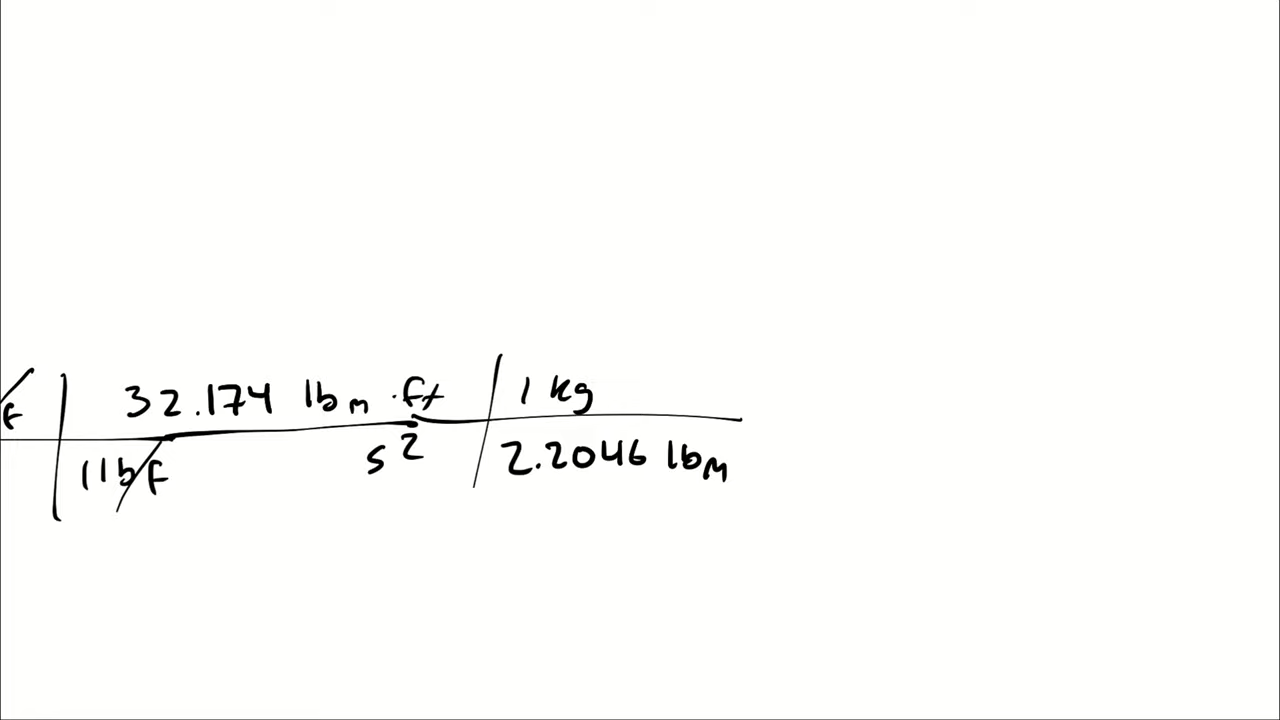 32.174 lbm · ft 1 kg
1 lbf s² 2.2046 lbm